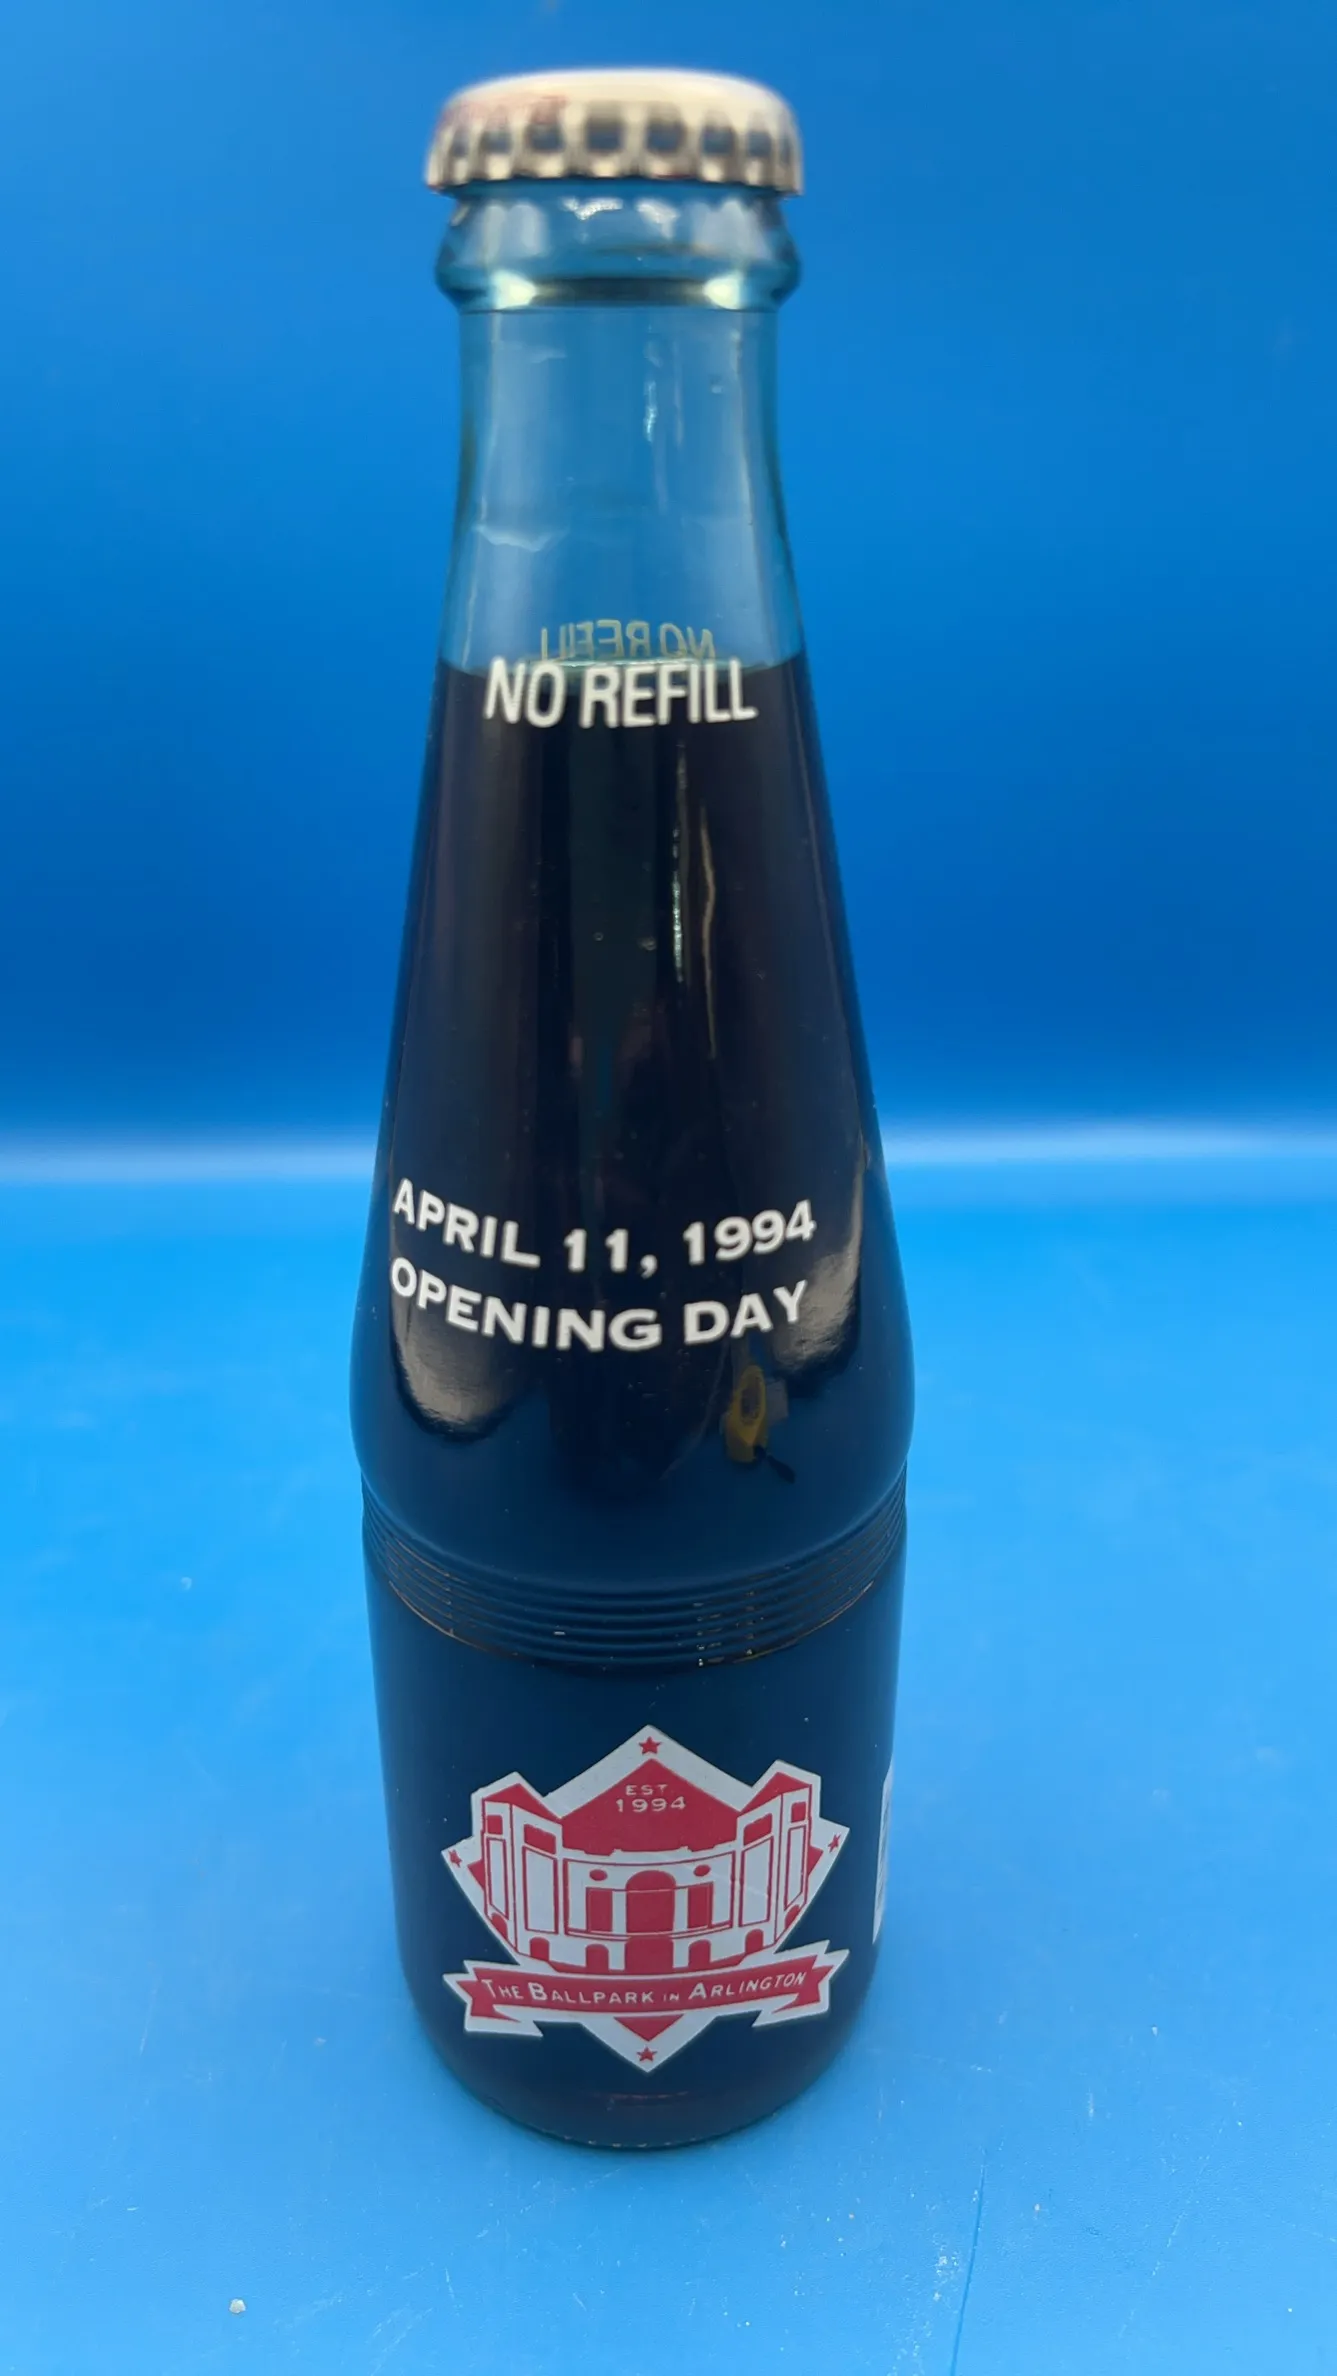 NO REFILL
APRIL 11, 1994
OPENING DAY
EST.
1994
THE BALLPARK IN ARLINGTON